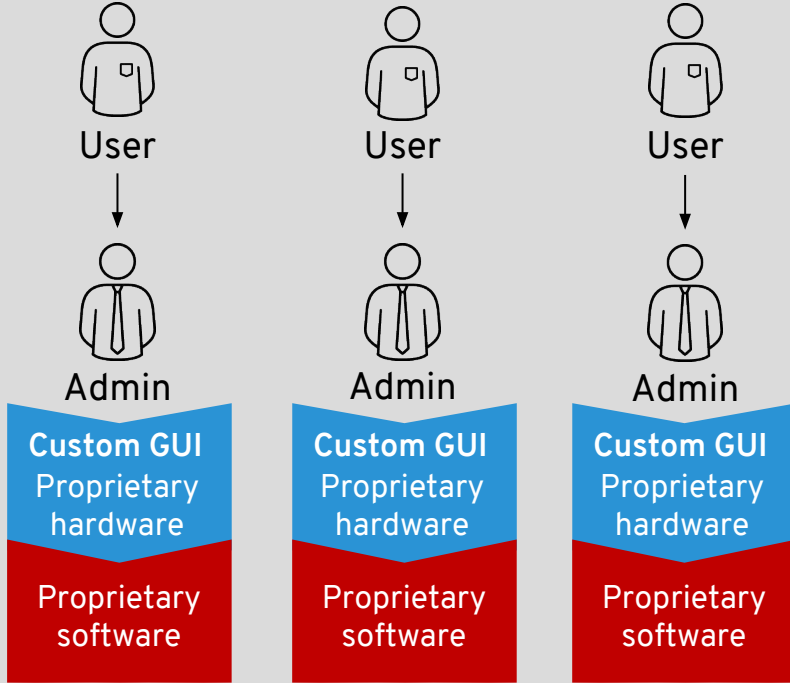 User
User
User
Admin
Admin
Admin
Custom GUI
Proprietary
hardware
Proprietary
software
Custom GUI
Proprietary
hardware
Proprietary
software
Custom GUI
Proprietary
hardware
Proprietary
software